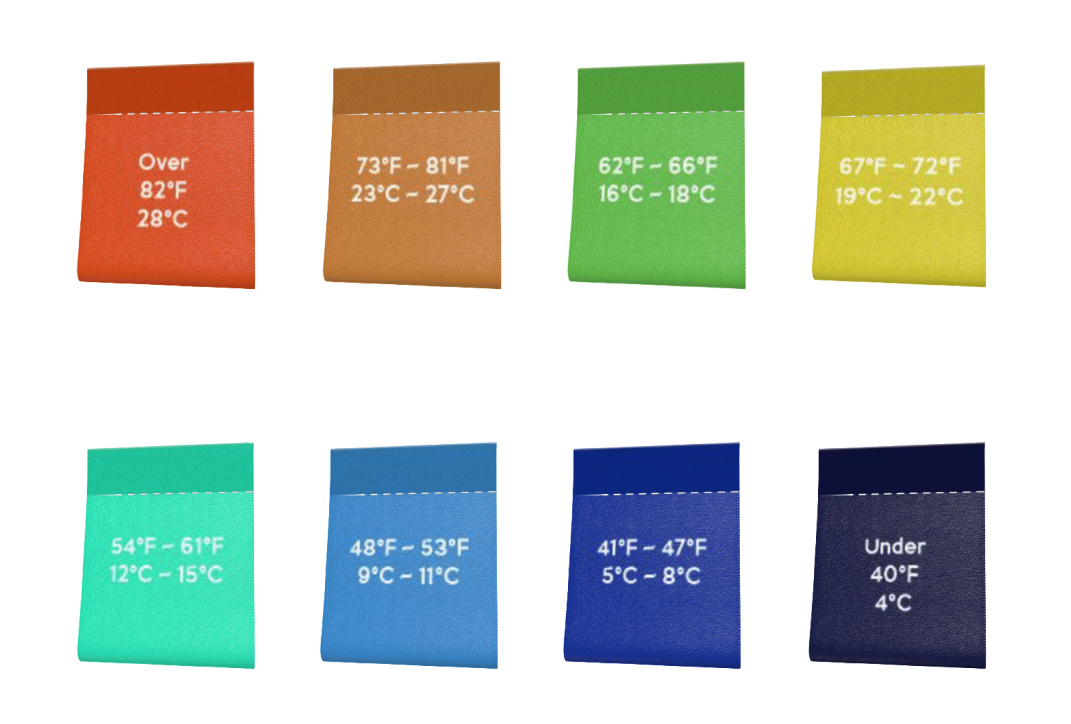 Over
82°F
28°C
73°F ~ 81°F
23°C ~ 27°C
62°F ~ 66°F
16°C ~ 18°C
67°F ~ 72°F
19°C ~ 22°C
54°F ~ 61°F
12°C ~ 15°C
48°F ~ 53°F
9°C ~ 11°C
41°F ~ 47°F
5°C ~ 8°C
Under
40°F
4°C